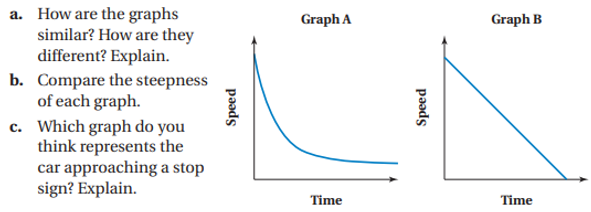 a. How are the graphs
similar? How are they
different? Explain.
b. Compare the steepness
of each graph.
c. Which graph do you
think represents the
car approaching a stop
sign? Explain.
Graph A
Speed
Time
Graph B
Speed
Time